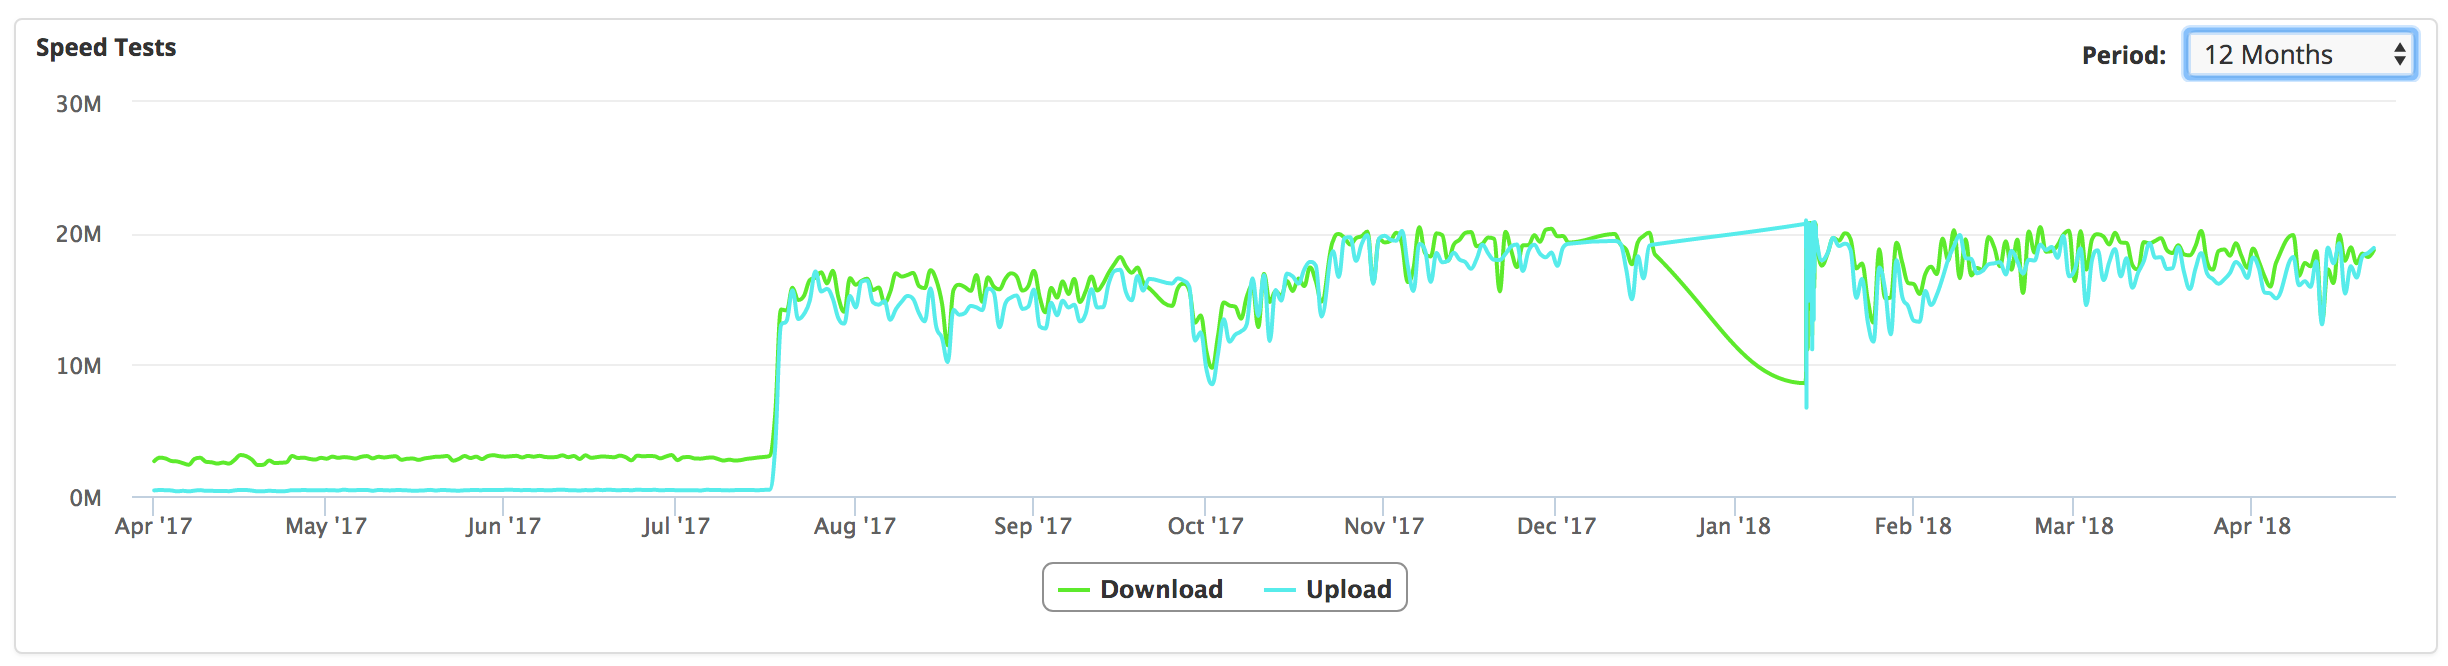 Speed Tests
Period: 12 Months
30M
20M
10M
0M
Apr '17 May '17 Jun '17 Jul '17 Aug '17 Sep '17 Oct '17 Nov '17 Dec '17 Jan '18 Feb '18 Mar '18 Apr '18
Download Upload